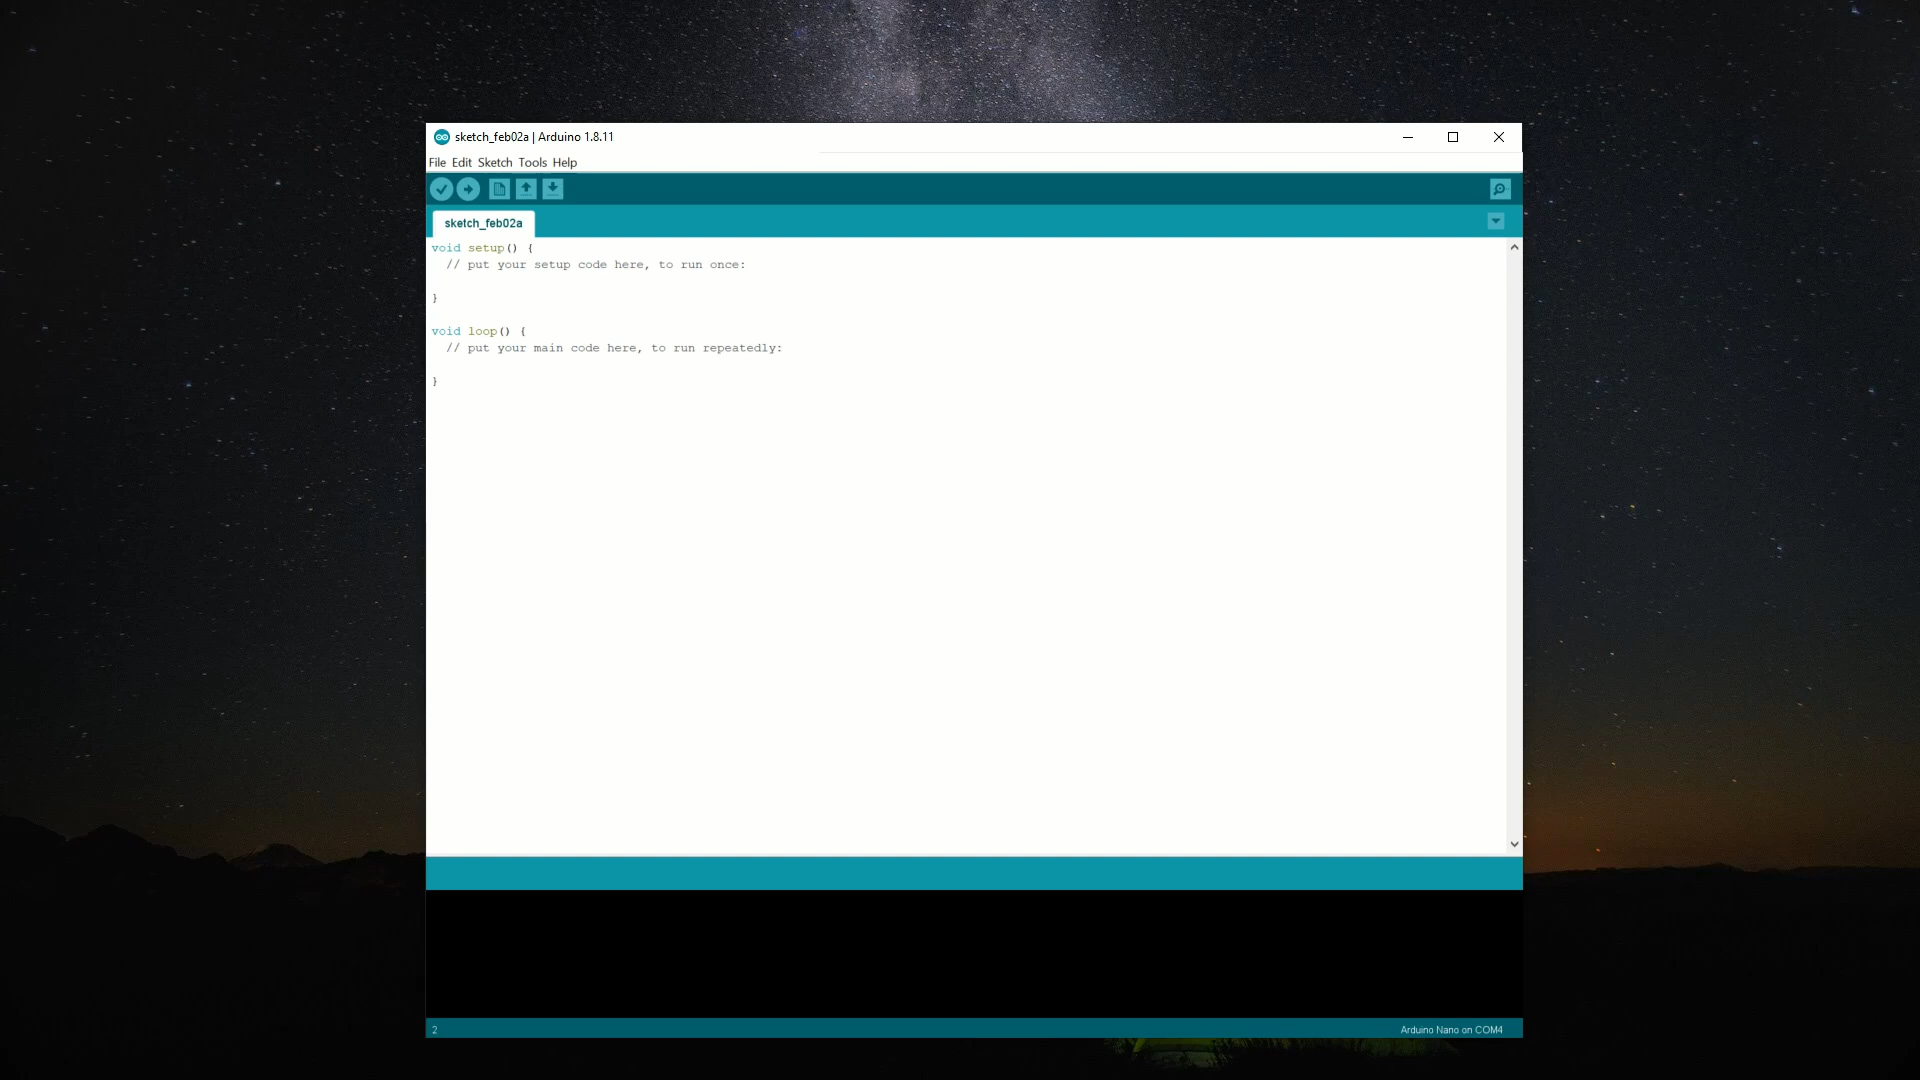 sketch_feb02a | Arduino 1.8.11
File Edit Sketch Tools Help
sketch_feb02a
void setup() {
  // put your setup code here, to run once:
}
void loop() {
  // put your main code here, to run repeatedly:
}
2
Arduino Nano on COM4